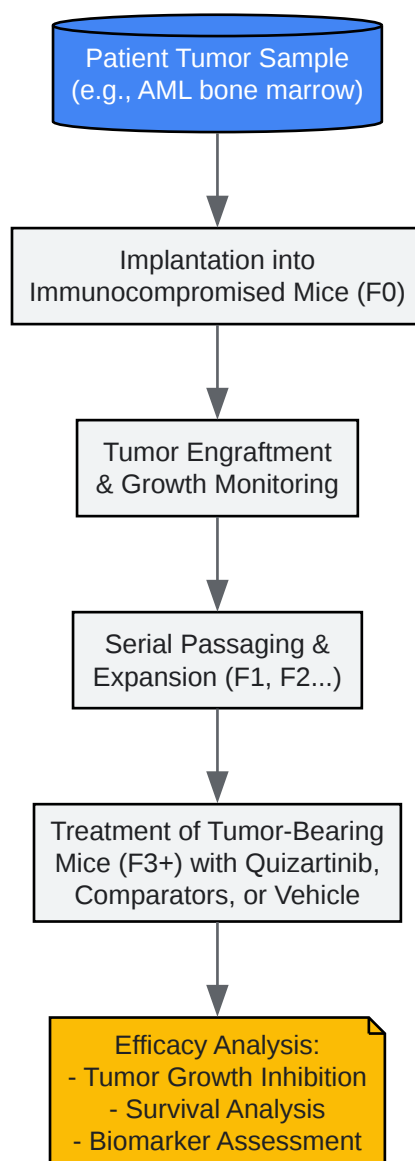 Patient Tumor Sample
(e.g., AML bone marrow)
Implantation into
Immunocompromised Mice (F0)
Tumor Engraftment
& Growth Monitoring
Serial Passaging &
Expansion (F1, F2...)
Treatment of Tumor-Bearing
Mice (F3+) with Quizartinib,
Comparators, or Vehicle
Efficacy Analysis:
- Tumor Growth Inhibition
- Survival Analysis
- Biomarker Assessment